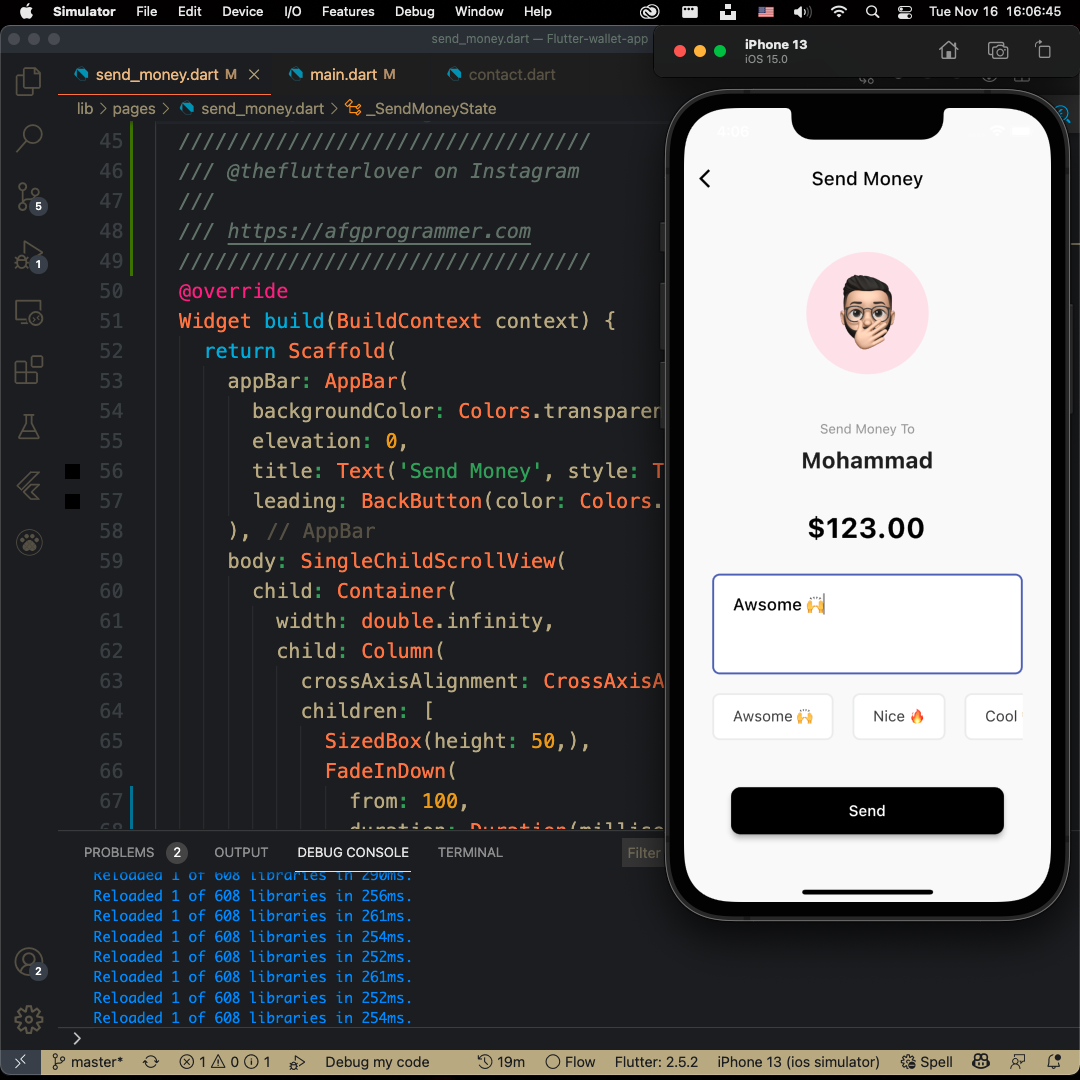 Simulator File Edit Device I/O Features Debug Window Help Tue Nov 16 16:06:45
send_money.dart — Flutter-wallet-app
send_money.dart M main.dart M contact.dart
lib > pages > send_money.dart > _SendMoneyState
45 //////////////////////////////////
46 /// @theflutterlover on Instagram
47 ///
48 /// https://afgprogrammer.com
49 //////////////////////////////////
50 @override
51 Widget build(BuildContext context) {
52 return Scaffold(
53 appBar: AppBar(
54 backgroundColor: Colors.transparen
55 elevation: 0,
56 title: Text('Send Money', style: T
57 leading: BackButton(color: Colors.
58 ), // AppBar
59 body: SingleChildScrollView(
60 child: Container(
61 width: double.infinity,
62 child: Column(
63 crossAxisAlignment: CrossAxisA
64 children: [
65 SizedBox(height: 50,),
66 FadeInDown(
67 from: 100,
68 duration: Duration(millise
5
1
2
PROBLEMS 2 OUTPUT DEBUG CONSOLE TERMINAL Filter
Reloaded 1 of 608 libraries in 290ms.
Reloaded 1 of 608 libraries in 256ms.
Reloaded 1 of 608 libraries in 261ms.
Reloaded 1 of 608 libraries in 254ms.
Reloaded 1 of 608 libraries in 252ms.
Reloaded 1 of 608 libraries in 261ms.
Reloaded 1 of 608 libraries in 252ms.
Reloaded 1 of 608 libraries in 254ms.
>
master* 1 0 1 Debug my code 19m Flow Flutter: 2.5.2 iPhone 13 (ios simulator) Spell
iPhone 13
iOS 15.0
4:06
Send Money
Send Money To
Mohammad
$123.00
Awsome 🙌
Awsome 🙌 Nice 🔥 Cool
Send